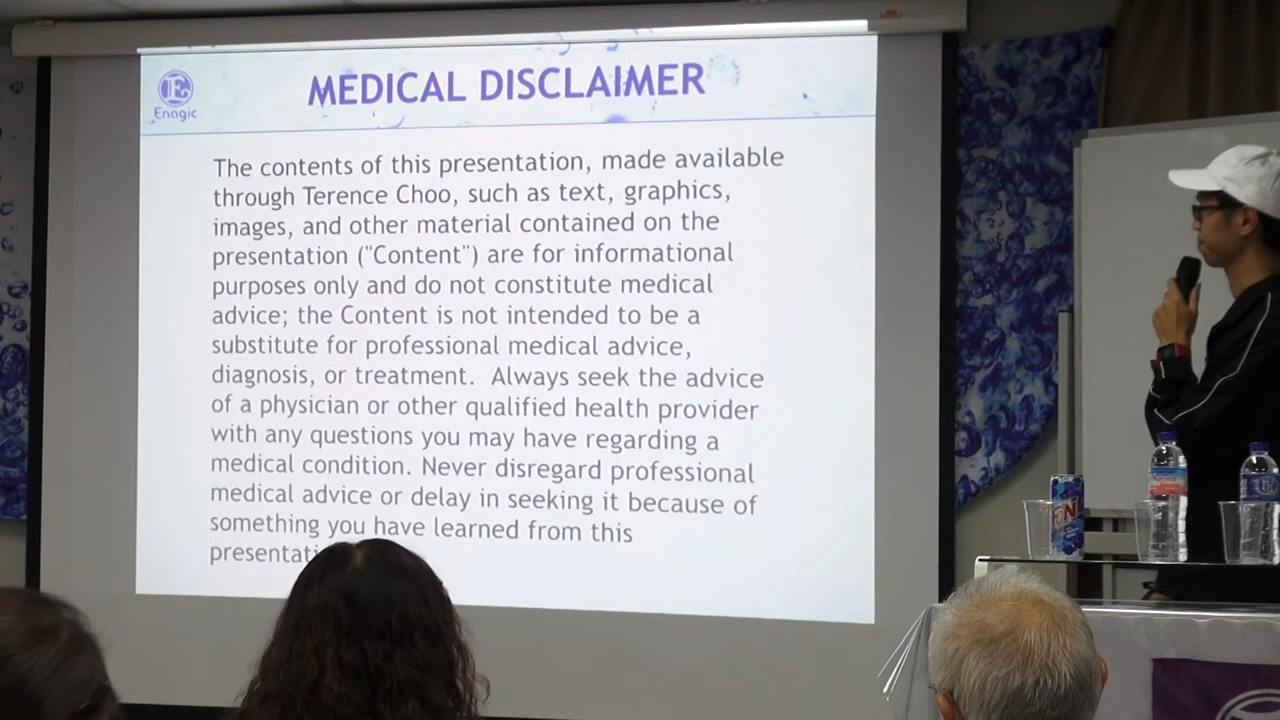 MEDICAL DISCLAIMER
Enagic
The contents of this presentation, made available
through Terence Choo, such as text, graphics,
images, and other material contained on the
presentation ("Content") are for informational
purposes only and do not constitute medical
advice; the Content is not intended to be a
substitute for professional medical advice,
diagnosis, or treatment. Always seek the advice
of a physician or other qualified health provider
with any questions you may have regarding a
medical condition. Never disregard professional
medical advice or delay in seeking it because of
something you have learned from this
presentati